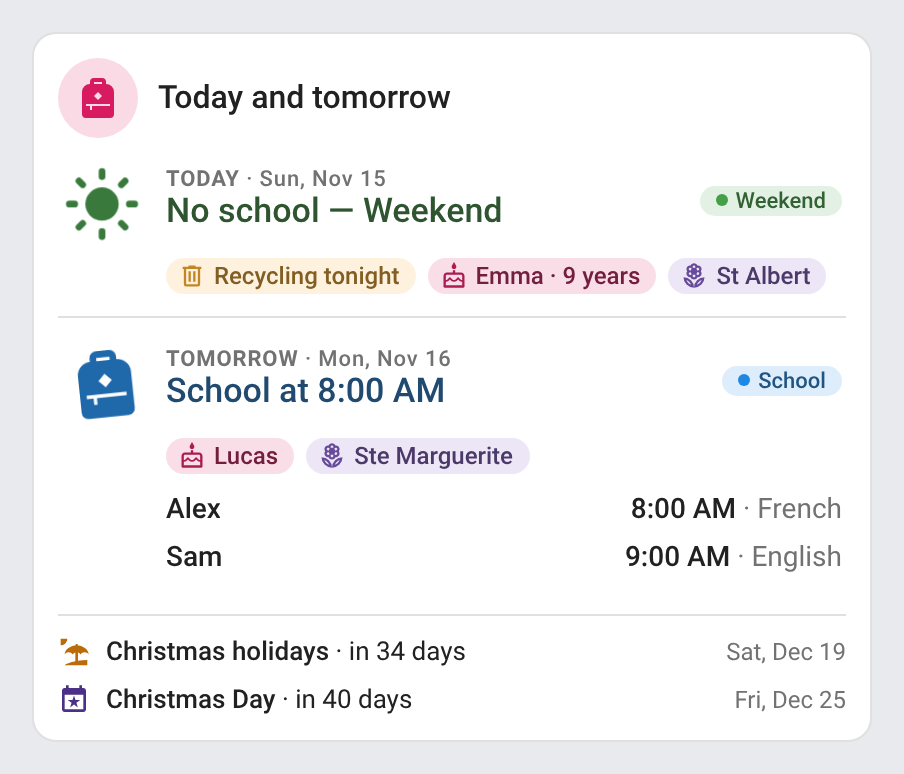 Today and tomorrow
TODAY · Sun, Nov 15
No school — Weekend
Weekend
Recycling tonight
Emma · 9 years
St Albert
TOMORROW · Mon, Nov 16
School at 8:00 AM
School
Lucas
Ste Marguerite
Alex 8:00 AM · French
Sam 9:00 AM · English
Christmas holidays · in 34 days Sat, Dec 19
Christmas Day · in 40 days Fri, Dec 25